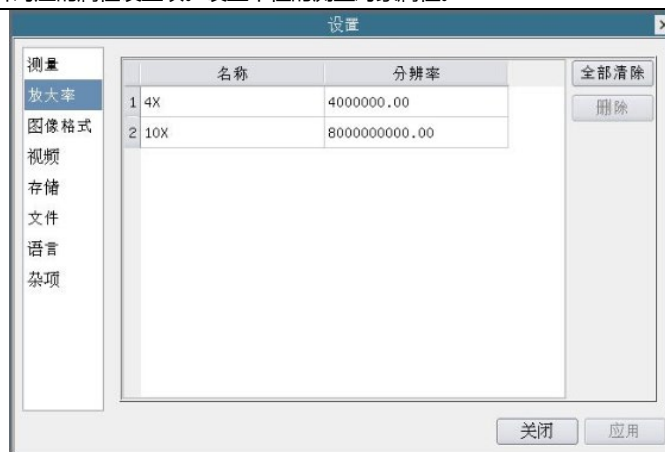 设置
测量
放大率
图像格式
视频
存储
文件
语言
杂项
名称 分辨率
1 4X 4000000.00
2 10X 8000000000.00
全部清除
删除
关闭 应用